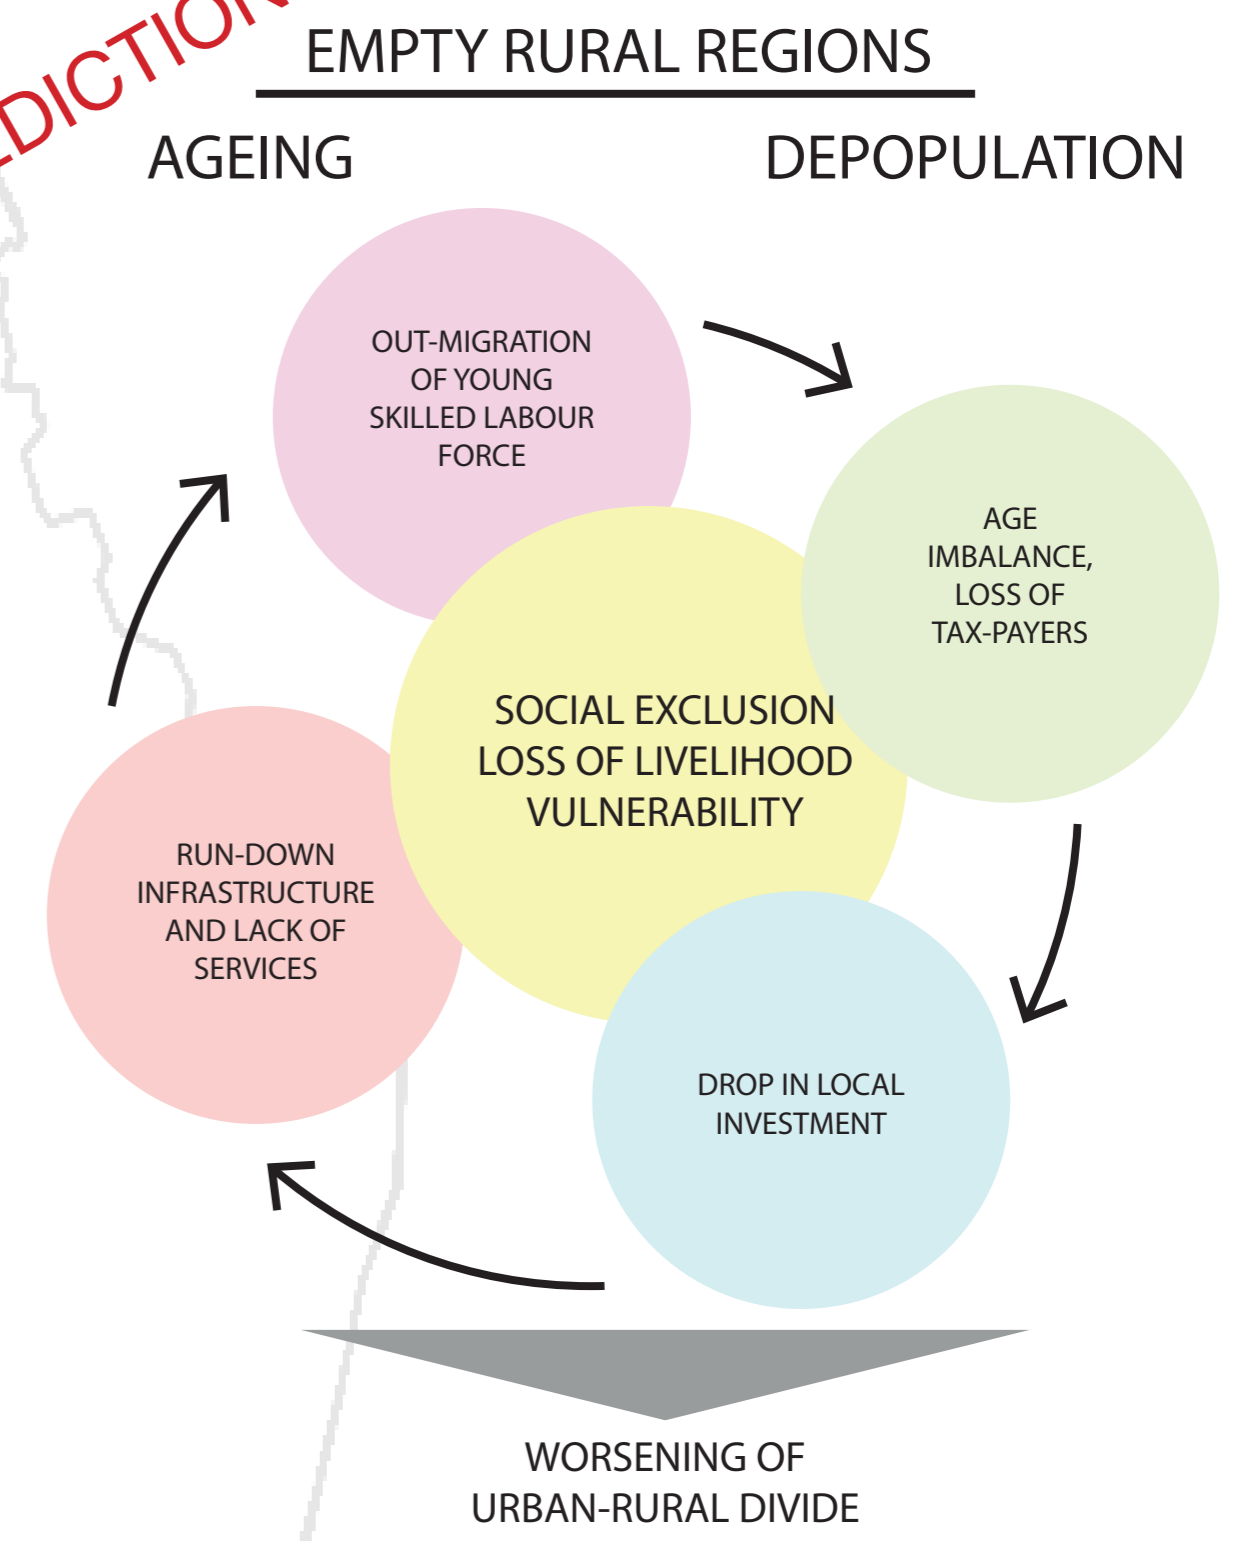 EMPTY RURAL REGIONS
AGEING
DEPOPULATION
OUT-MIGRATION
OF YOUNG
SKILLED LABOUR
FORCE
AGE
IMBALANCE,
LOSS OF
TAX-PAYERS
SOCIAL EXCLUSION
LOSS OF LIVELIHOOD
VULNERABILITY
RUN-DOWN
INFRASTRUCTURE
AND LACK OF
SERVICES
DROP IN LOCAL
INVESTMENT
WORSENING OF
URBAN-RURAL DIVIDE